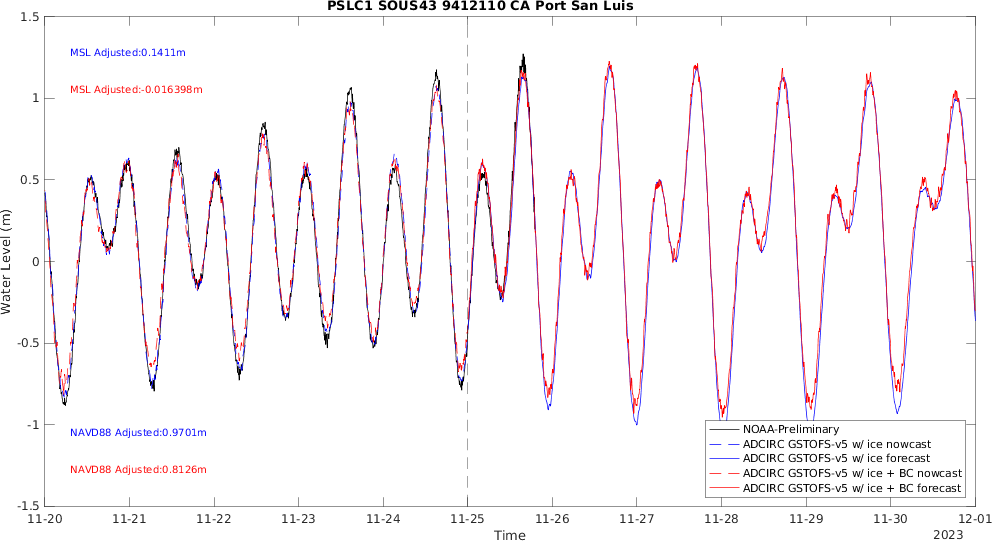 PSLC1 SOUS43 9412110 CA Port San Luis
1.5
1
0.5
0
-0.5
-1
-1.5
Water Level (m)
MSL Adjusted:0.1411m
MSL Adjusted:-0.016398m
NAVD88 Adjusted:0.9701m
NAVD88 Adjusted:0.8126m
NOAA-Preliminary
ADCIRC GSTOFS-v5 w/ ice nowcast
ADCIRC GSTOFS-v5 w/ ice forecast
ADCIRC GSTOFS-v5 w/ ice + BC nowcast
ADCIRC GSTOFS-v5 w/ ice + BC forecast
11-20 11-21 11-22 11-23 11-24 11-25 11-26 11-27 11-28 11-29 11-30 12-01
Time
2023